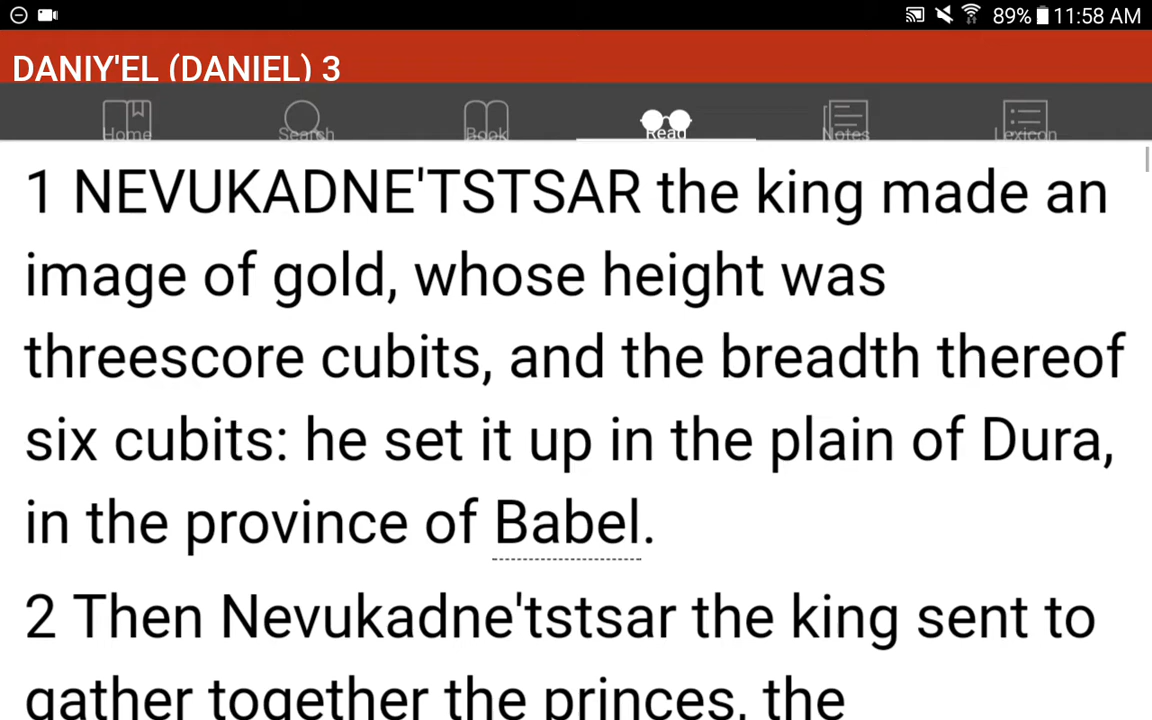 89% 11:58 AM
DANIY'EL (DANIEL) 3
Home Search Book Read Notes Lexicon
1 NEVUKADNE'TSTSAR the king made an
image of gold, whose height was
threescore cubits, and the breadth thereof
six cubits: he set it up in the plain of Dura,
in the province of Babel.
2 Then Nevukadne'tstsar the king sent to
gather together the princes, the